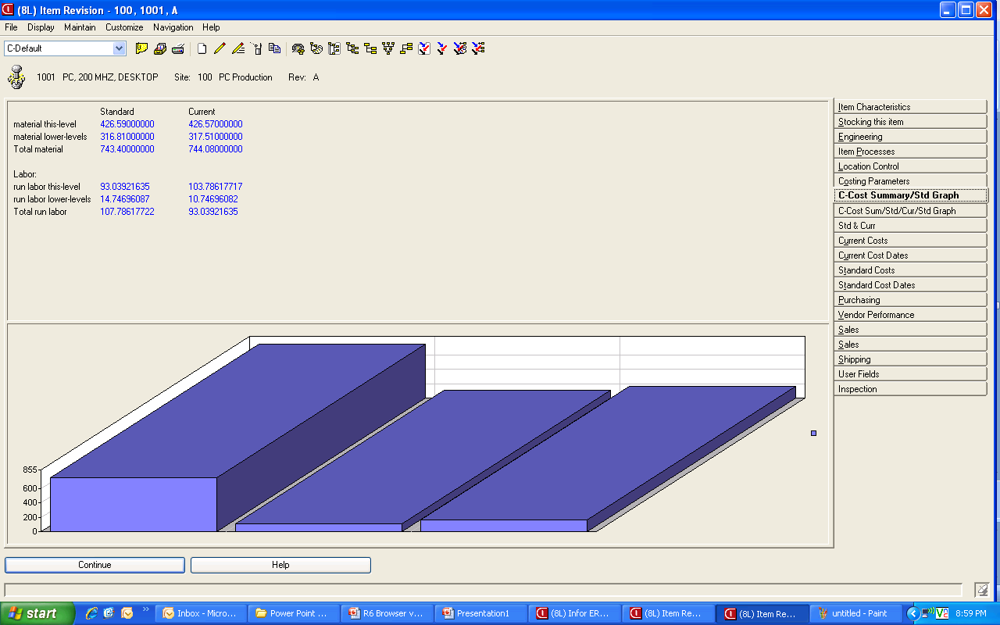 (8L) Item Revision - 100, 1001, A
File Display Maintain Customize Navigation Help
C-Default
1001 PC, 200 MHZ, DESKTOP Site: 100 PC Production Rev: A
Standard Current
material this-level 426.59000000 426.57000000
material lower-levels 316.81000000 317.51000000
Total material 743.40000000 744.08000000
Labor:
run labor this-level 93.03921635 103.78617717
run labor lower-levels 14.74696087 10.74696082
Total run labor 107.78617722 93.03921635
Item Characteristics
Stocking this item
Engineering
Item Processes
Location Control
Costing Parameters
C-Cost Summary/Std Graph
C-Cost Sum/Std/Cur/Std Graph
Std & Curr
Current Costs
Current Cost Dates
Standard Costs
Standard Cost Dates
Purchasing
Vendor Performance
Sales
Sales
Shipping
User Fields
Inspection
855
600
400
200
0
Continue Help
start Inbox - Micro... Power Point ... R6 Browser v... Presentation1 (8L) Infor ER... (8L) Item Re... (8L) Item Re... untitled - Paint 8:59 PM